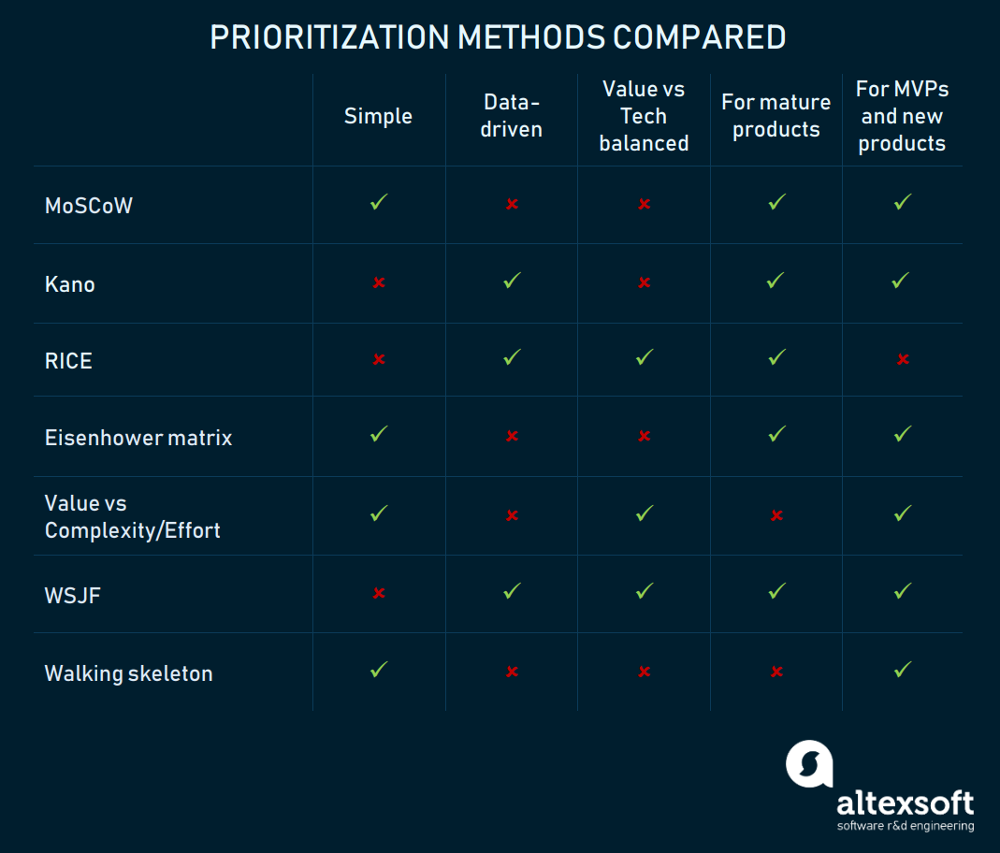 PRIORITIZATION METHODS COMPARED
Simple
Data-
driven
Value vs
Tech
balanced
For mature
products
For MVPs
and new
products
MoSCoW
Kano
RICE
Eisenhower matrix
Value vs
Complexity/Effort
WSJF
Walking skeleton
altexsoft
software r&d engineering